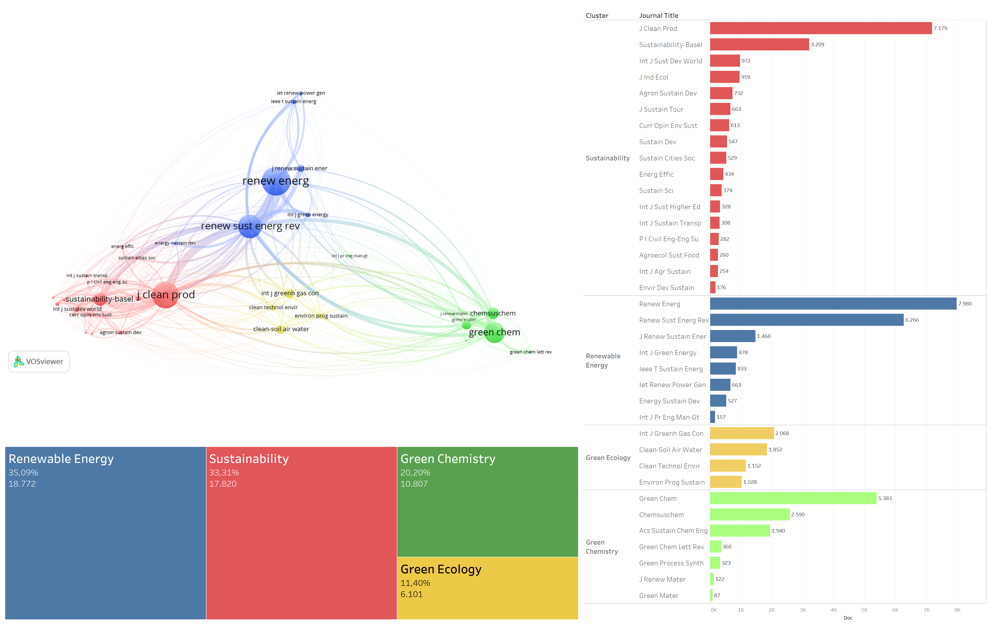 iet renew power gen
ieee t sustain energ
j renew sustain ener
renew energ
int j green energy
renew sust energ rev
energy sustain dev
energ effic
sustain cities soc
int j pr eng man-gt
int j sustain transp
p i civil eng-eng su
sustainability-basel
j clean prod
int j sust dev world
curr opin env sust
agron sustain dev
int j greenh gas con
clean technol envir
environ prog sustain
clean-soil air water
j renew mater
chemsuschem
green mater
green chem
green chem lett rev
VOSviewer
Renewable Energy
35,09%
18.772
Sustainability
33,31%
17.820
Green Chemistry
20,20%
10.807
Green Ecology
11,40%
6.101
Cluster Journal Title
Sustainability
J Clean Prod 7.179
Sustainability-Basel 3.209
Int J Sust Dev World 972
J Ind Ecol 959
Agron Sustain Dev 732
J Sustain Tour 663
Curr Opin Env Sust 613
Sustain Dev 547
Sustain Cities Soc 529
Energ Effic 434
Sustain Sci 374
Int J Sust Higher Ed 328
Int J Sustain Transp 308
P I Civil Eng-Eng Su 282
Agroecol Sust Food 260
Int J Agr Sustain 254
Envir Dev Sustain 176
Renewable
Energy
Renew Energ 7.980
Renew Sust Energ Rev 6.266
J Renew Sustain Ener 1.468
Int J Green Energy 878
Ieee T Sustain Energ 833
Iet Renew Power Gen 663
Energy Sustain Dev 527
Int J Pr Eng Man-Gt 157
Green Ecology
Int J Greenh Gas Con 2.068
Clean-Soil Air Water 1.852
Clean Technol Envir 1.152
Environ Prog Sustain 1.028
Green
Chemistry
Green Chem 5.383
Chemsuschem 2.590
Acs Sustain Chem Eng 1.940
Green Chem Lett Rev 360
Green Process Synth 323
J Renew Mater 122
Green Mater 87
0K 1K 2K 3K 4K 5K 6K 7K 8K
Doc